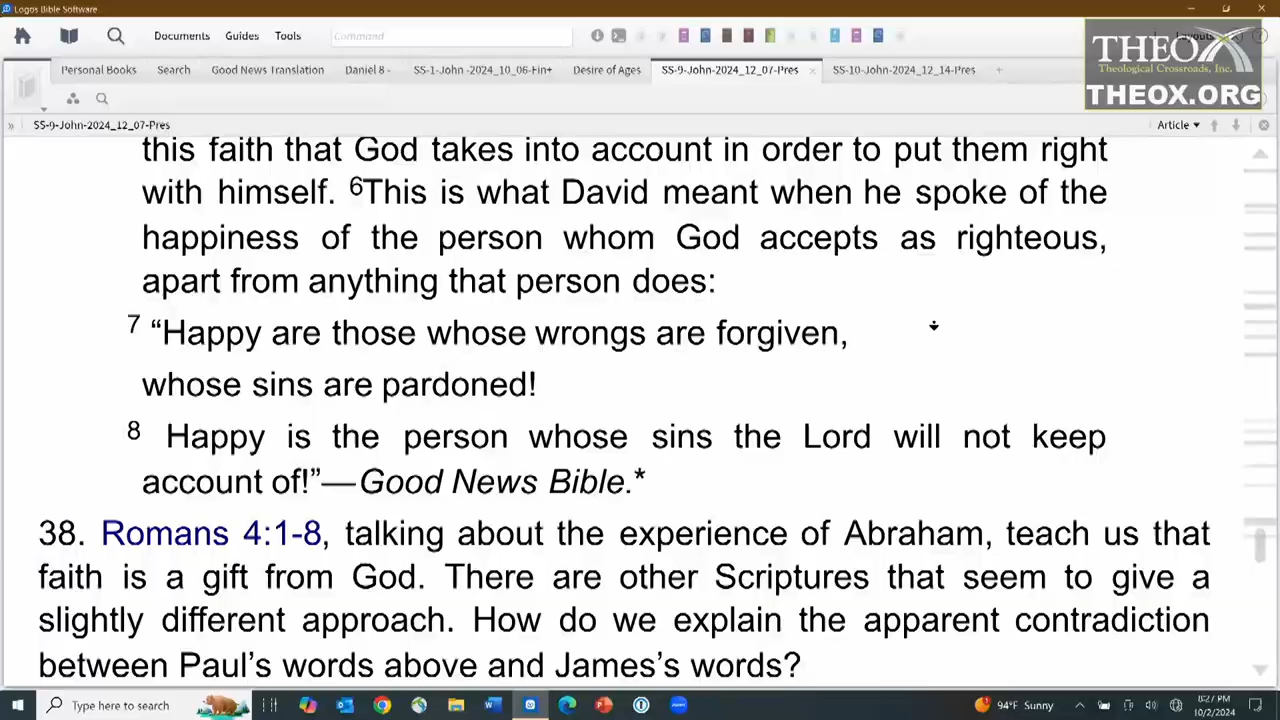 Logos Bible Software
Documents Guides Tools Command Layouts
THEOX
Theological Crossroads, Inc.
THEOX.ORG
Personal Books Search Good News Translation Daniel 8 - 06-Fin+ Desire of Ages SS-9-John-2024_12_07-Pres SS-10-John-2024_12_14-Pres
SS-9-John-2024_12_07-Pres Article
this faith that God takes into account in order to put them right
with himself. 6This is what David meant when he spoke of the
happiness of the person whom God accepts as righteous,
apart from anything that person does:
7 “Happy are those whose wrongs are forgiven,
whose sins are pardoned!
8 Happy is the person whose sins the Lord will not keep
account of!”—Good News Bible.*
38. Romans 4:1-8, talking about the experience of Abraham, teach us that
faith is a gift from God. There are other Scriptures that seem to give a
slightly different approach. How do we explain the apparent contradiction
between Paul’s words above and James’s words?
Type here to search 94°F Sunny 8:27 PM
10/2/2024